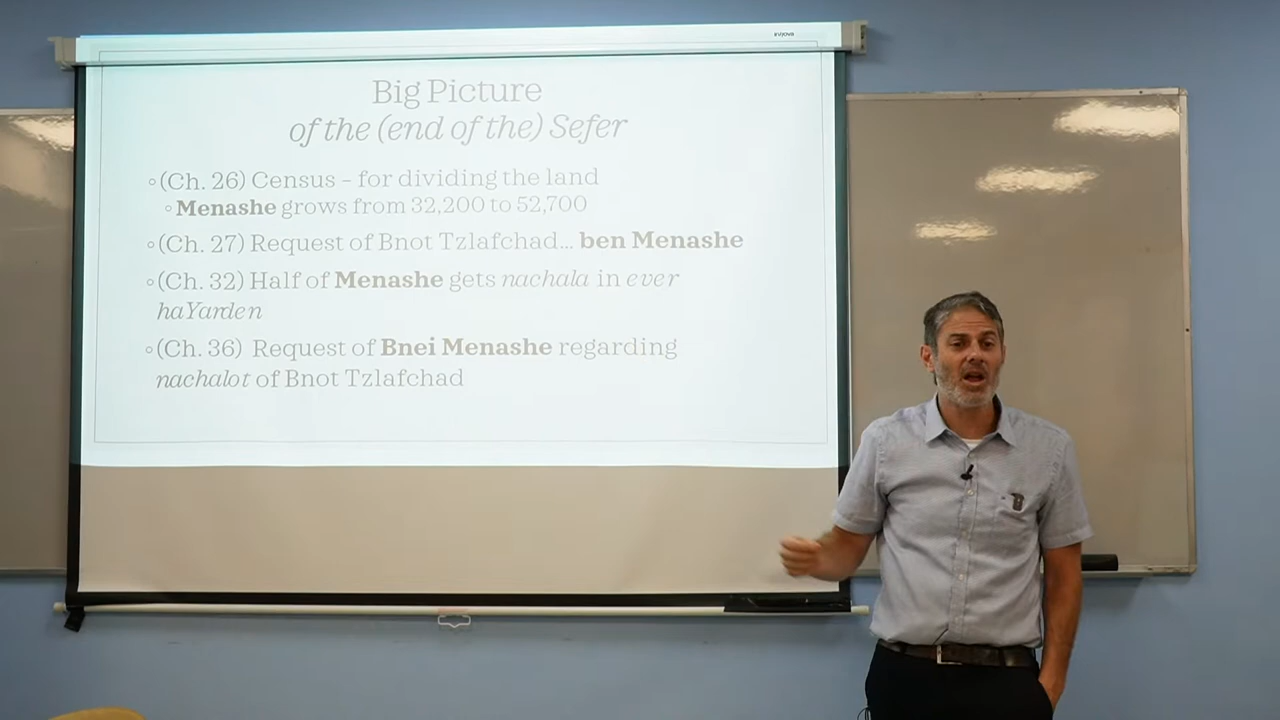 Big Picture
of the (end of the) Sefer
◦(Ch. 26) Census – for dividing the land
◦Menashe grows from 32,200 to 52,700
◦(Ch. 27) Request of Bnot Tzlafchad... ben Menashe
◦(Ch. 32) Half of Menashe gets nachala in ever
haYarden
◦(Ch. 36) Request of Bnei Menashe regarding
nachalot of Bnot Tzlafchad